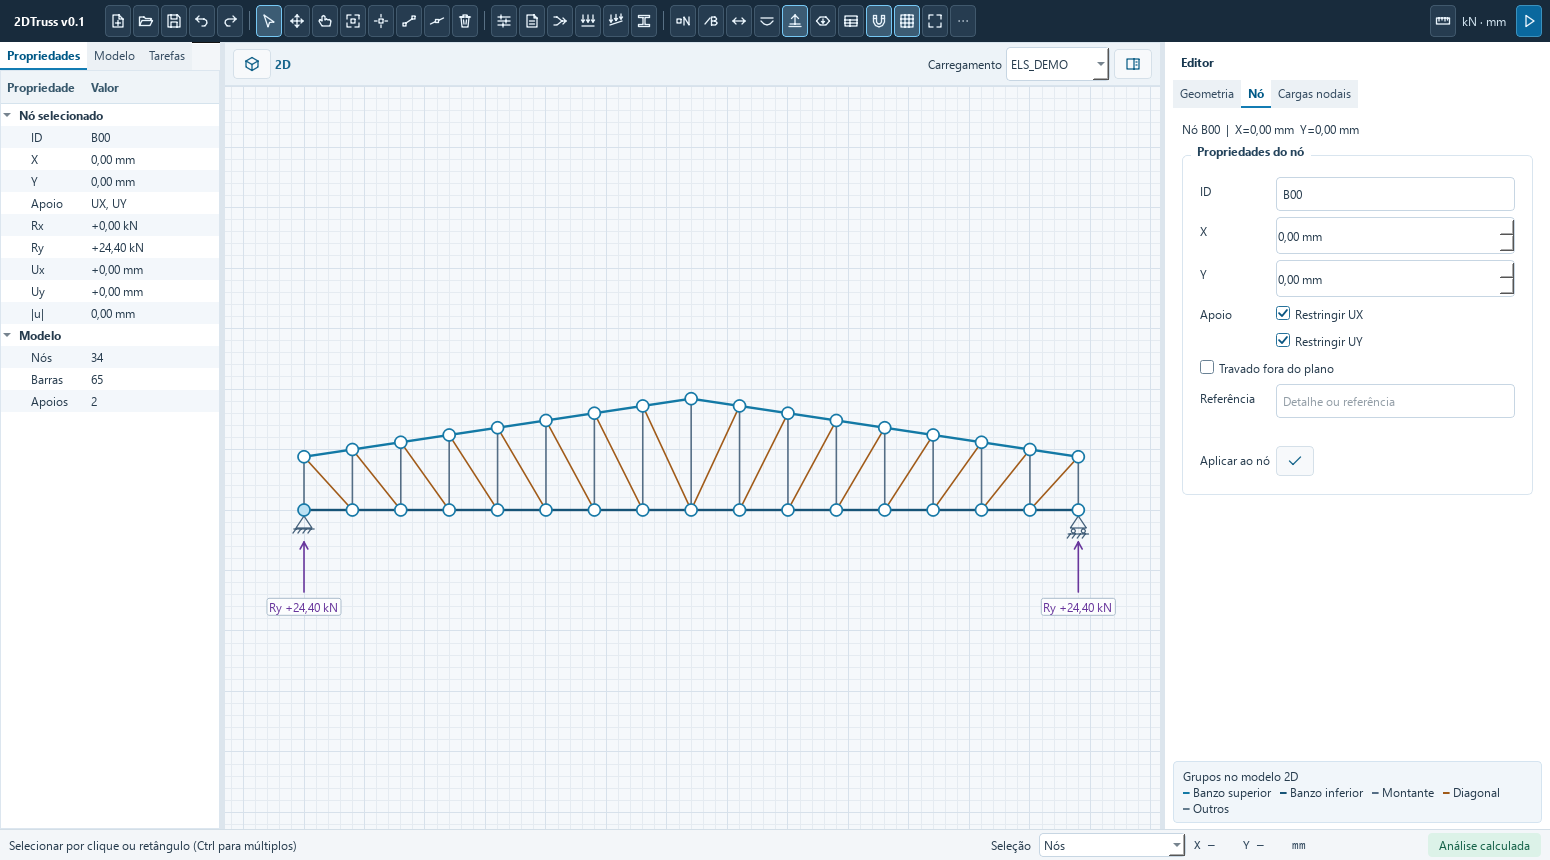 2DTruss v0.1
N
B
kN · mm
Propriedades Modelo Tarefas
Propriedade Valor
Nó selecionado
ID B00
X 0,00 mm
Y 0,00 mm
Apoio UX, UY
Rx +0,00 kN
Ry +24,40 kN
Ux +0,00 mm
Uy +0,00 mm
|u| 0,00 mm
Modelo
Nós 34
Barras 65
Apoios 2
2D
Carregamento ELS_DEMO
Ry +24,40 kN
Ry +24,40 kN
Editor
Geometria Nó Cargas nodais
Nó B00 | X=0,00 mm Y=0,00 mm
Propriedades do nó
ID B00
X 0,00 mm
Y 0,00 mm
Apoio Restringir UX
Restringir UY
Travado fora do plano
Referência Detalhe ou referência
Aplicar ao nó
Grupos no modelo 2D
Banzo superior Banzo inferior Montante Diagonal
Outros
Selecionar por clique ou retângulo (Ctrl para múltiplos)
Seleção Nós X — Y — mm
Análise calculada